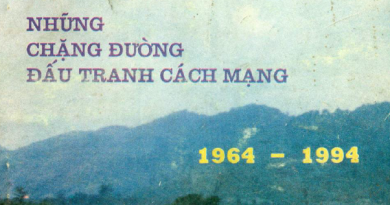 NHỮNG
CHẶNG ĐƯỜNG
ĐẤU TRANH CÁCH MẠNG
1964 - 1994